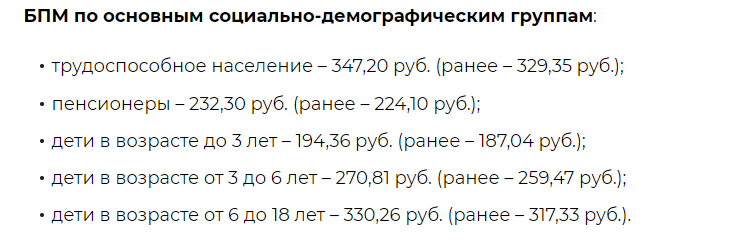 БПМ по основным социально-демографическим группам:
• трудоспособное население – 347,20 руб. (ранее – 329,35 руб.);
• пенсионеры – 232,30 руб. (ранее – 224,10 руб.);
• дети в возрасте до 3 лет – 194,36 руб. (ранее – 187,04 руб.);
• дети в возрасте от 3 до 6 лет – 270,81 руб. (ранее – 259,47 руб.);
• дети в возрасте от 6 до 18 лет – 330,26 руб. (ранее – 317,33 руб.).